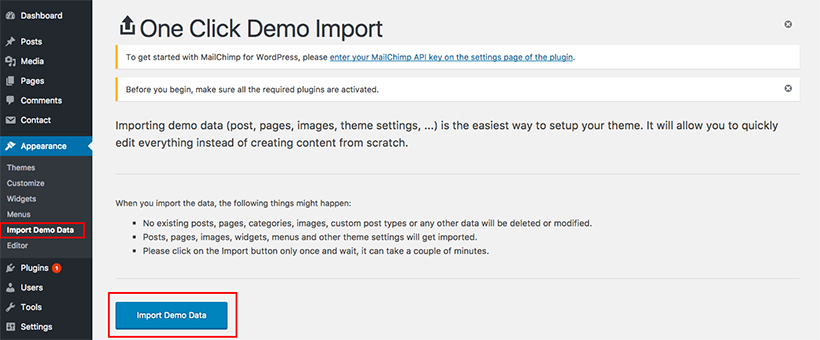 Dashboard
Posts
Media
Pages
Comments
Contact
Appearance
Themes
Customize
Widgets
Menus
Import Demo Data
Editor
Plugins 1
Users
Tools
Settings
One Click Demo Import
To get started with MailChimp for WordPress, please enter your MailChimp API key on the settings page of the plugin.
Before you begin, make sure all the required plugins are activated.
Importing demo data (post, pages, images, theme settings, ...) is the easiest way to setup your theme. It will allow you to quickly
edit everything instead of creating content from scratch.
When you import the data, the following things might happen:
No existing posts, pages, categories, images, custom post types or any other data will be deleted or modified.
Posts, pages, images, widgets, menus and other theme settings will get imported.
Please click on the Import button only once and wait, it can take a couple of minutes.
Import Demo Data